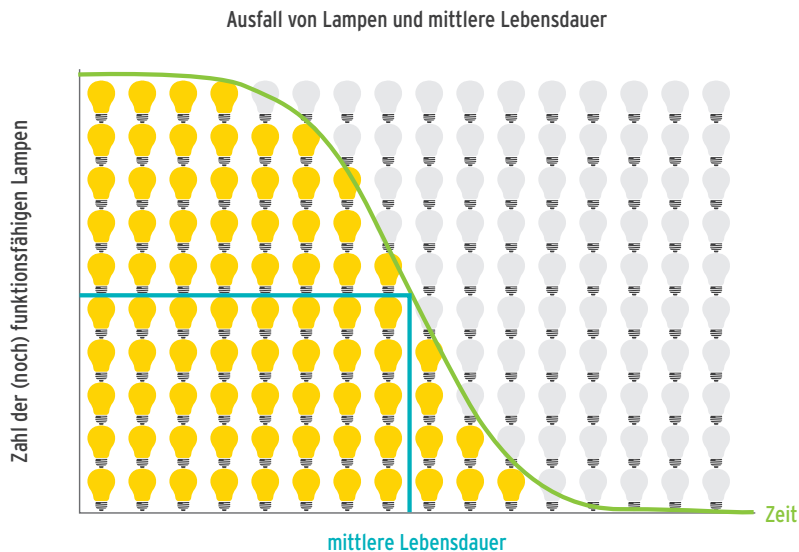 Ausfall von Lampen und mittlere Lebensdauer
Zahl der (noch) funktionsfähigen Lampen
Zeit
mittlere Lebensdauer